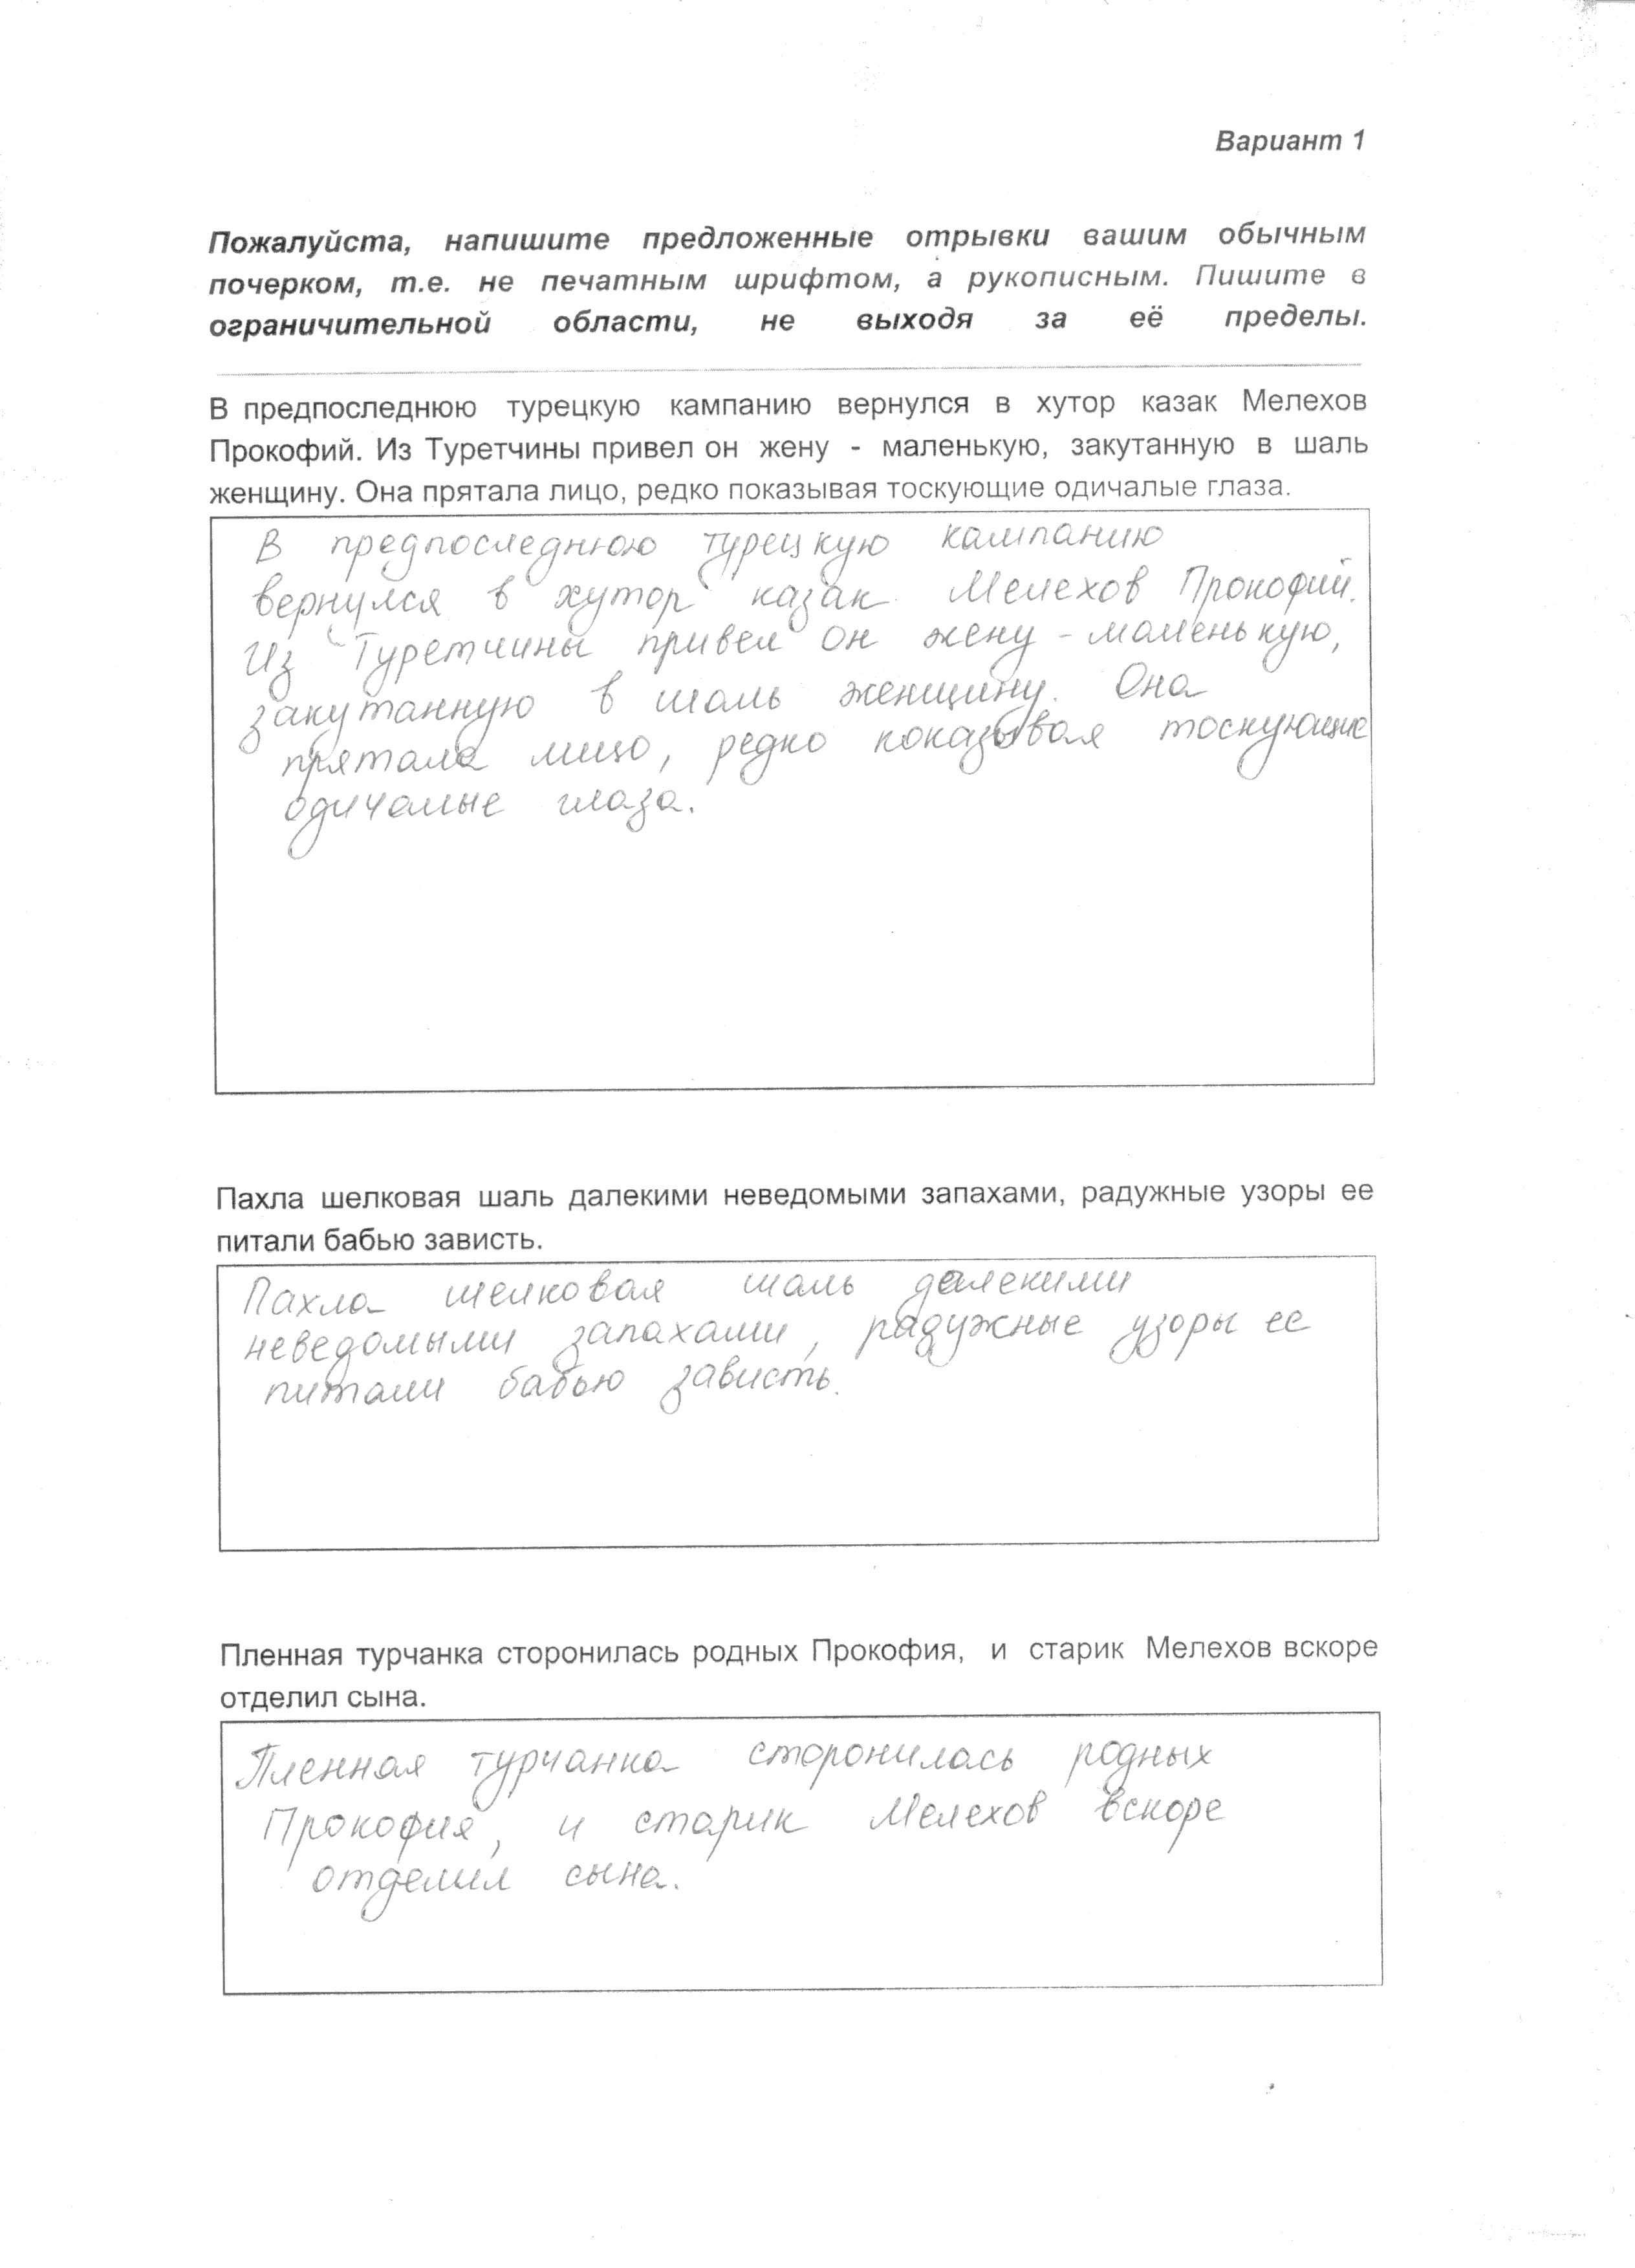 Вариант 1
Пожалуйста, напишите предложенные отрывки вашим обычным
почерком, т.е. не печатным шрифтом, а рукописным. Пишите в
ограничительной области, не выходя за её пределы.
В предпоследнюю турецкую кампанию вернулся в хутор казак Мелехов
Прокофий. Из Туретчины привел он жену - маленькую, закутанную в шаль
женщину. Она прятала лицо, редко показывая тоскующие одичалые глаза.
В предпоследнюю турецкую кампанию
вернулся в хутор казак Мелехов Прокофий.
Из Туретчины привел он жену - маленькую,
закутанную в шаль женщину. Она
прятала лицо, редко показывая тоскующие
одичалые глаза.
Пахла шелковая шаль далекими неведомыми запахами, радужные узоры ее
питали бабью зависть.
Пахла шелковая шаль далекими
неведомыми запахами, радужные узоры ее
питали бабью зависть.
Пленная турчанка сторонилась родных Прокофия, и старик Мелехов вскоре
отделил сына.
Пленная турчанка сторонилась родных
Прокофия, и старик Мелехов вскоре
отделил сына.